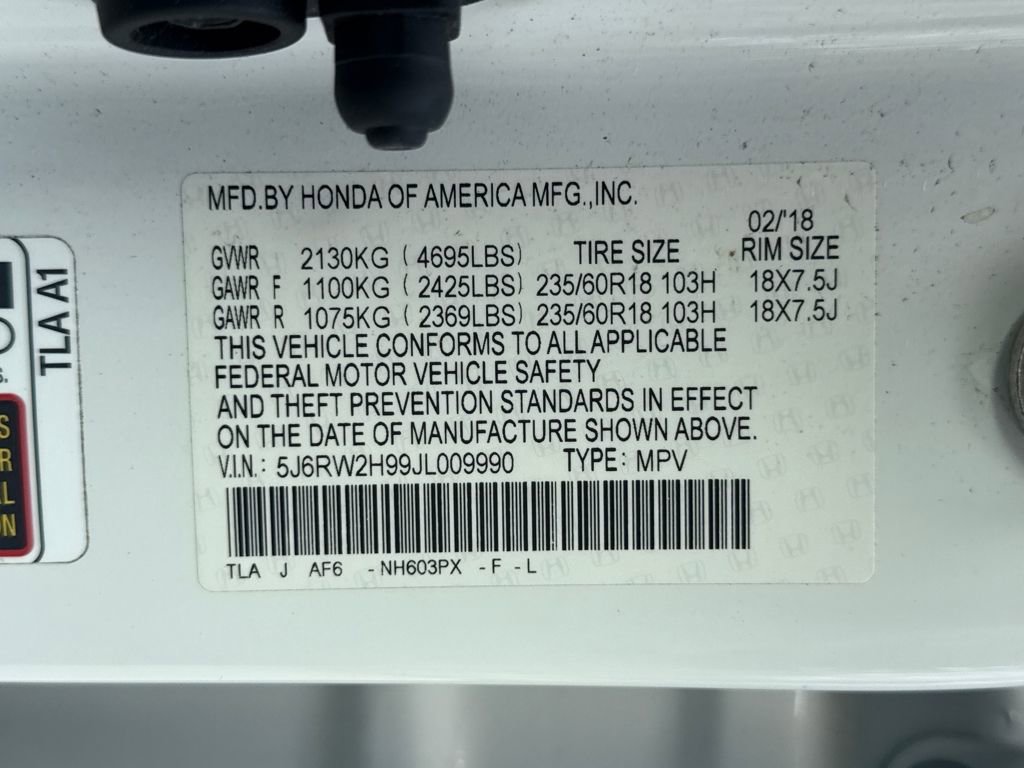 MFD.BY HONDA OF AMERICA MFG.,INC.
02/'18
GVWR 2130KG ( 4695LBS) TIRE SIZE RIM SIZE
GAWR F 1100KG ( 2425LBS) 235/60R18 103H 18X7.5J
GAWR R 1075KG ( 2369LBS) 235/60R18 103H 18X7.5J
THIS VEHICLE CONFORMS TO ALL APPLICABLE
FEDERAL MOTOR VEHICLE SAFETY
AND THEFT PREVENTION STANDARDS IN EFFECT
ON THE DATE OF MANUFACTURE SHOWN ABOVE.
V.I.N.: 5J6RW2H99JL009990 TYPE: MPV
TLA J AF6 -NH603PX -F -L
TLA A1